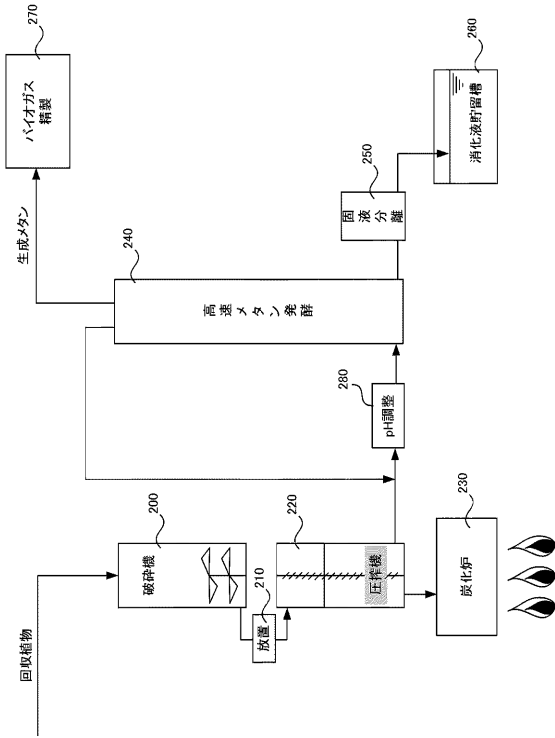 回収植物
200
破砕機
210
放置
220
圧搾機
230
炭化炉
280
pH調整
240
高速メタン発酵
生成メタン
270
バイオガス
精製
250
固液分離
260
消化液貯留槽